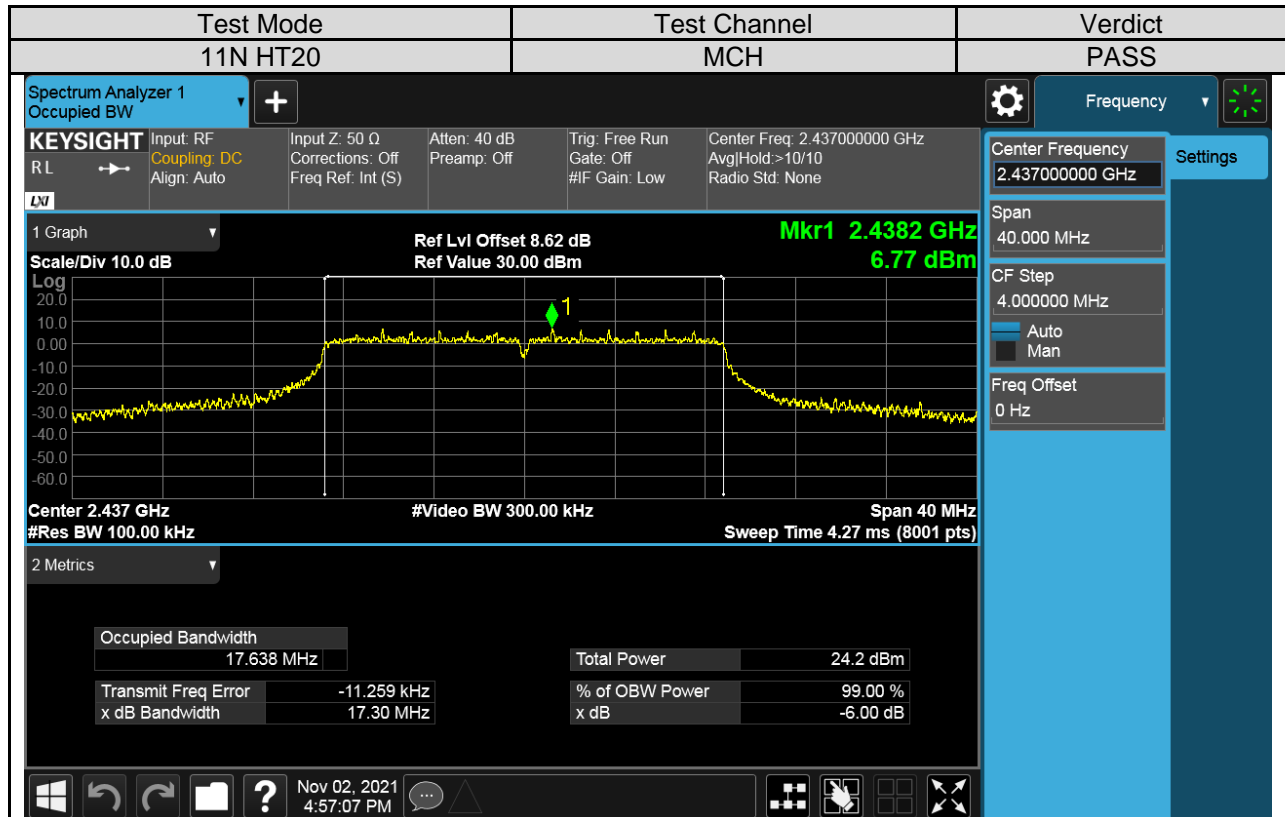 Test Mode Test Channel Verdict
11N HT20 MCH PASS
Spectrum Analyzer 1
Occupied BW
+
Frequency
KEYSIGHT
R L
LXI
Input: RF
Coupling: DC
Align: Auto
Input Z: 50 Ω
Corrections: Off
Freq Ref: Int (S)
Atten: 40 dB
Preamp: Off
Trig: Free Run
Gate: Off
#IF Gain: Low
Center Freq: 2.437000000 GHz
Avg|Hold:>10/10
Radio Std: None
Center Frequency
2.437000000 GHz
Settings
Span
40.000 MHz
CF Step
4.000000 MHz
Auto
Man
Freq Offset
0 Hz
1 Graph
Scale/Div 10.0 dB
Ref Lvl Offset 8.62 dB
Ref Value 30.00 dBm
Mkr1 2.4382 GHz
6.77 dBm
Log
20.0
10.0
0.00
-10.0
-20.0
-30.0
-40.0
-50.0
-60.0
1
Center 2.437 GHz
#Res BW 100.00 kHz
#Video BW 300.00 kHz
Span 40 MHz
Sweep Time 4.27 ms (8001 pts)
2 Metrics
Occupied Bandwidth
17.638 MHz
Total Power 24.2 dBm
Transmit Freq Error -11.259 kHz
% of OBW Power 99.00 %
x dB Bandwidth 17.30 MHz
x dB -6.00 dB
?
Nov 02, 2021
4:57:07 PM